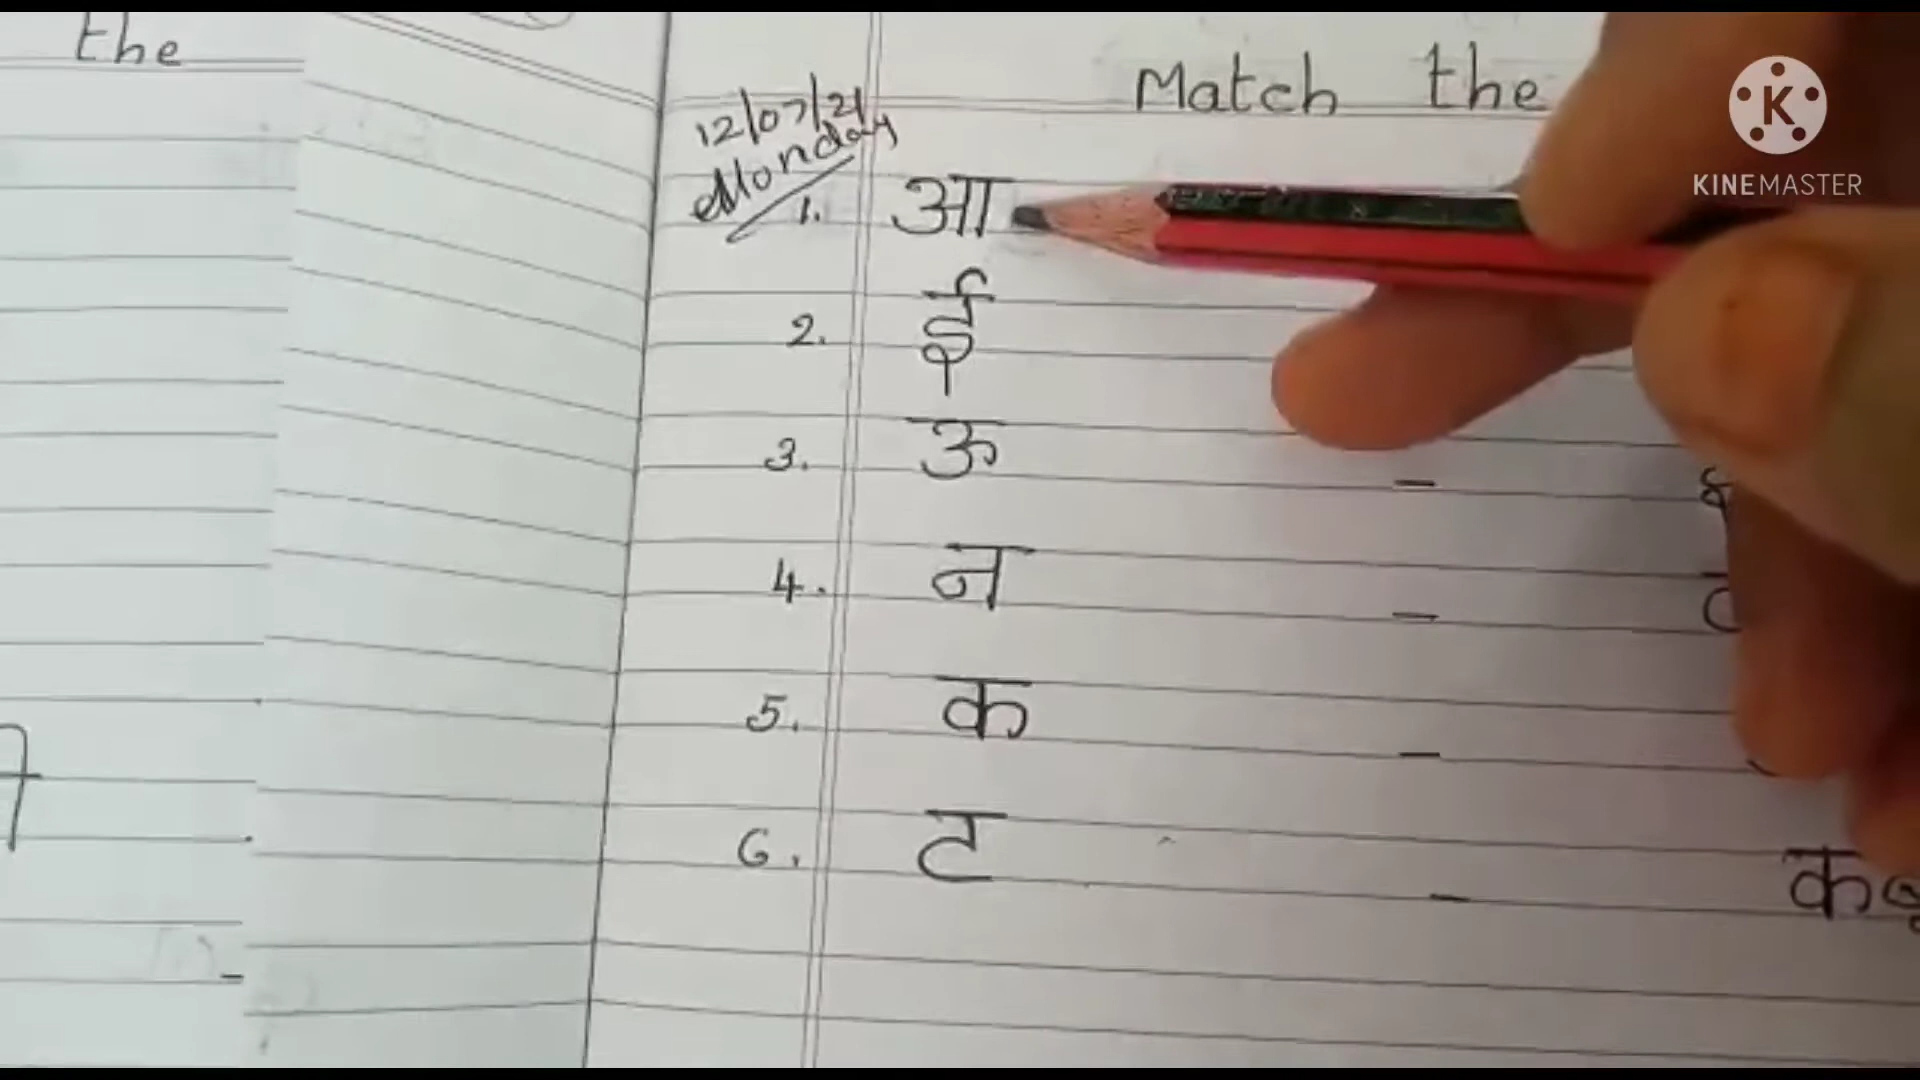 the
Match the
12/07/21
Monday
1. आ
2. ई
3. ऊ -
4. न -
5. क -
6. ट -
KINEMASTER